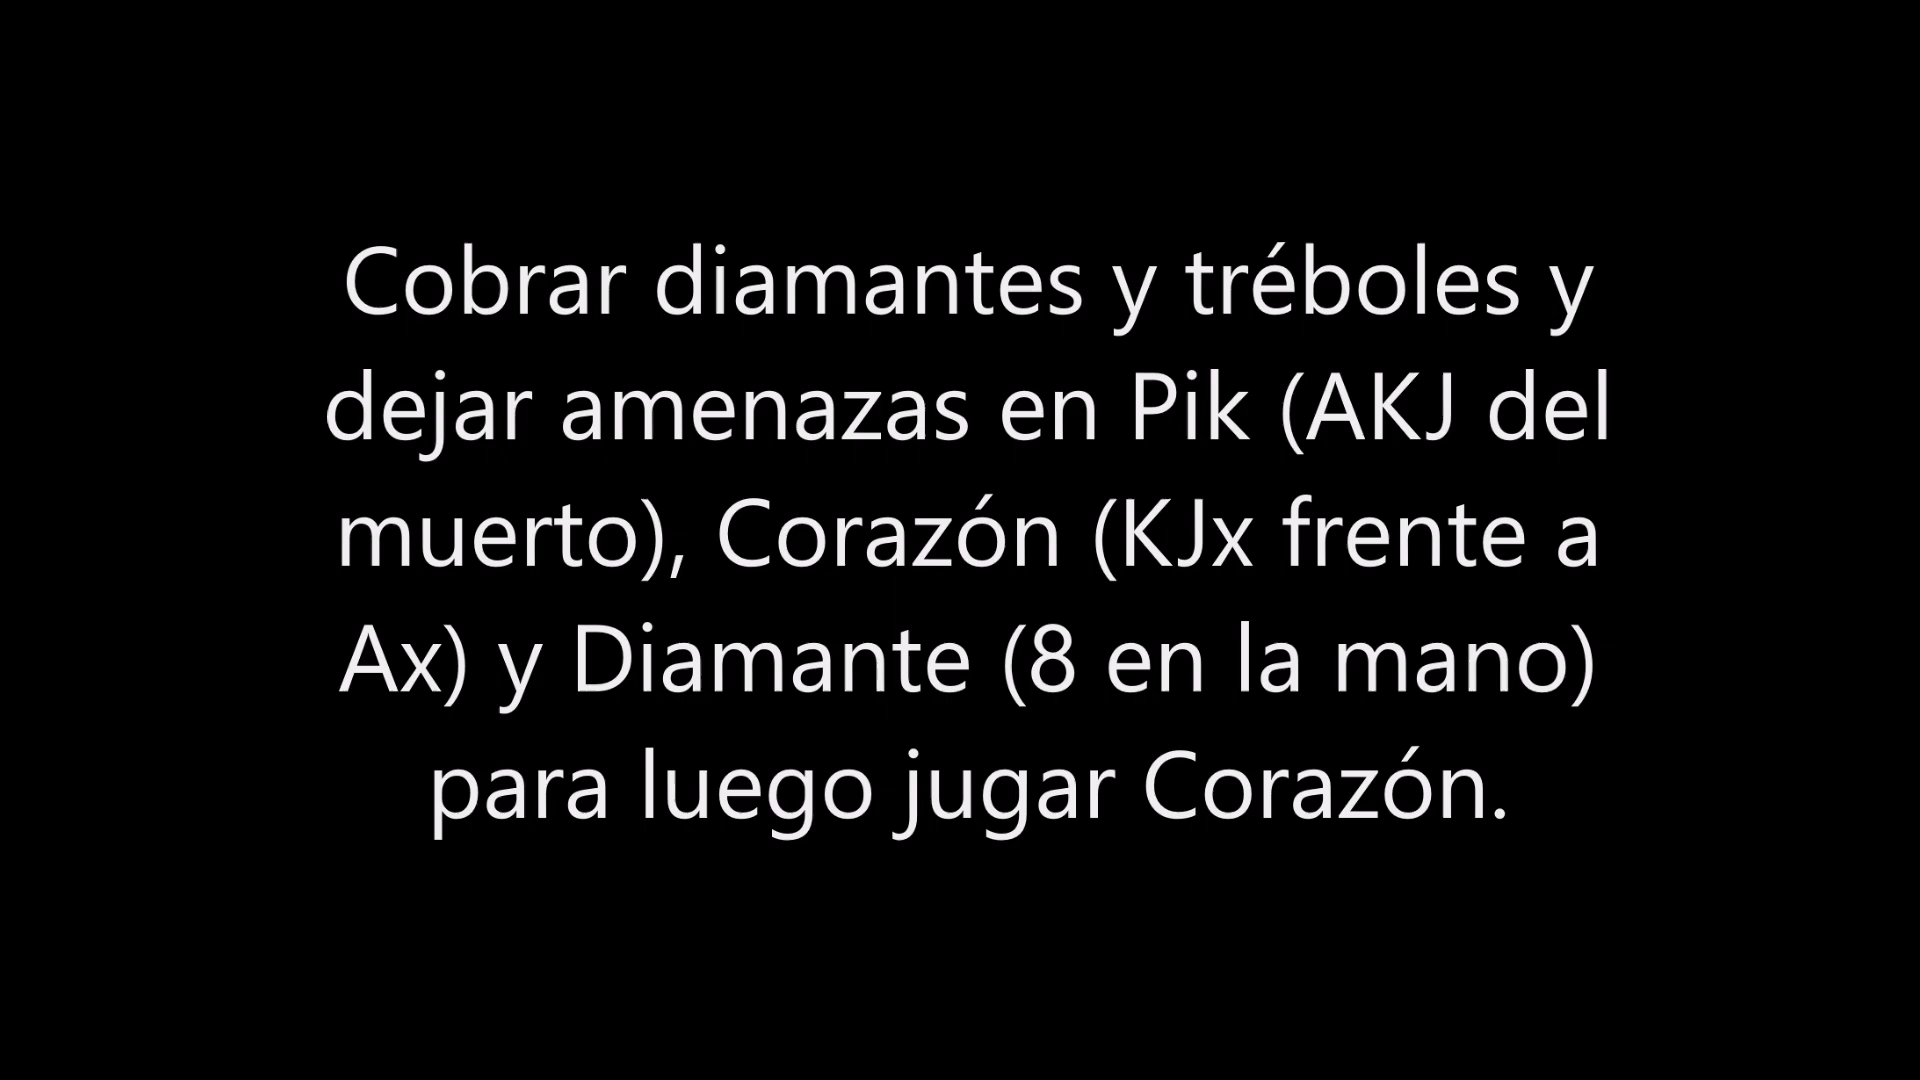 Cobrar diamantes y tréboles y
dejar amenazas en Pik (AKJ del
muerto), Corazón (KJx frente a
Ax) y Diamante (8 en la mano)
para luego jugar Corazón.